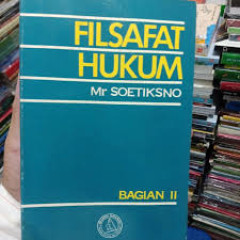 FILSAFAT
HUKUM
Mr SOETIKSNO
BAGIAN II